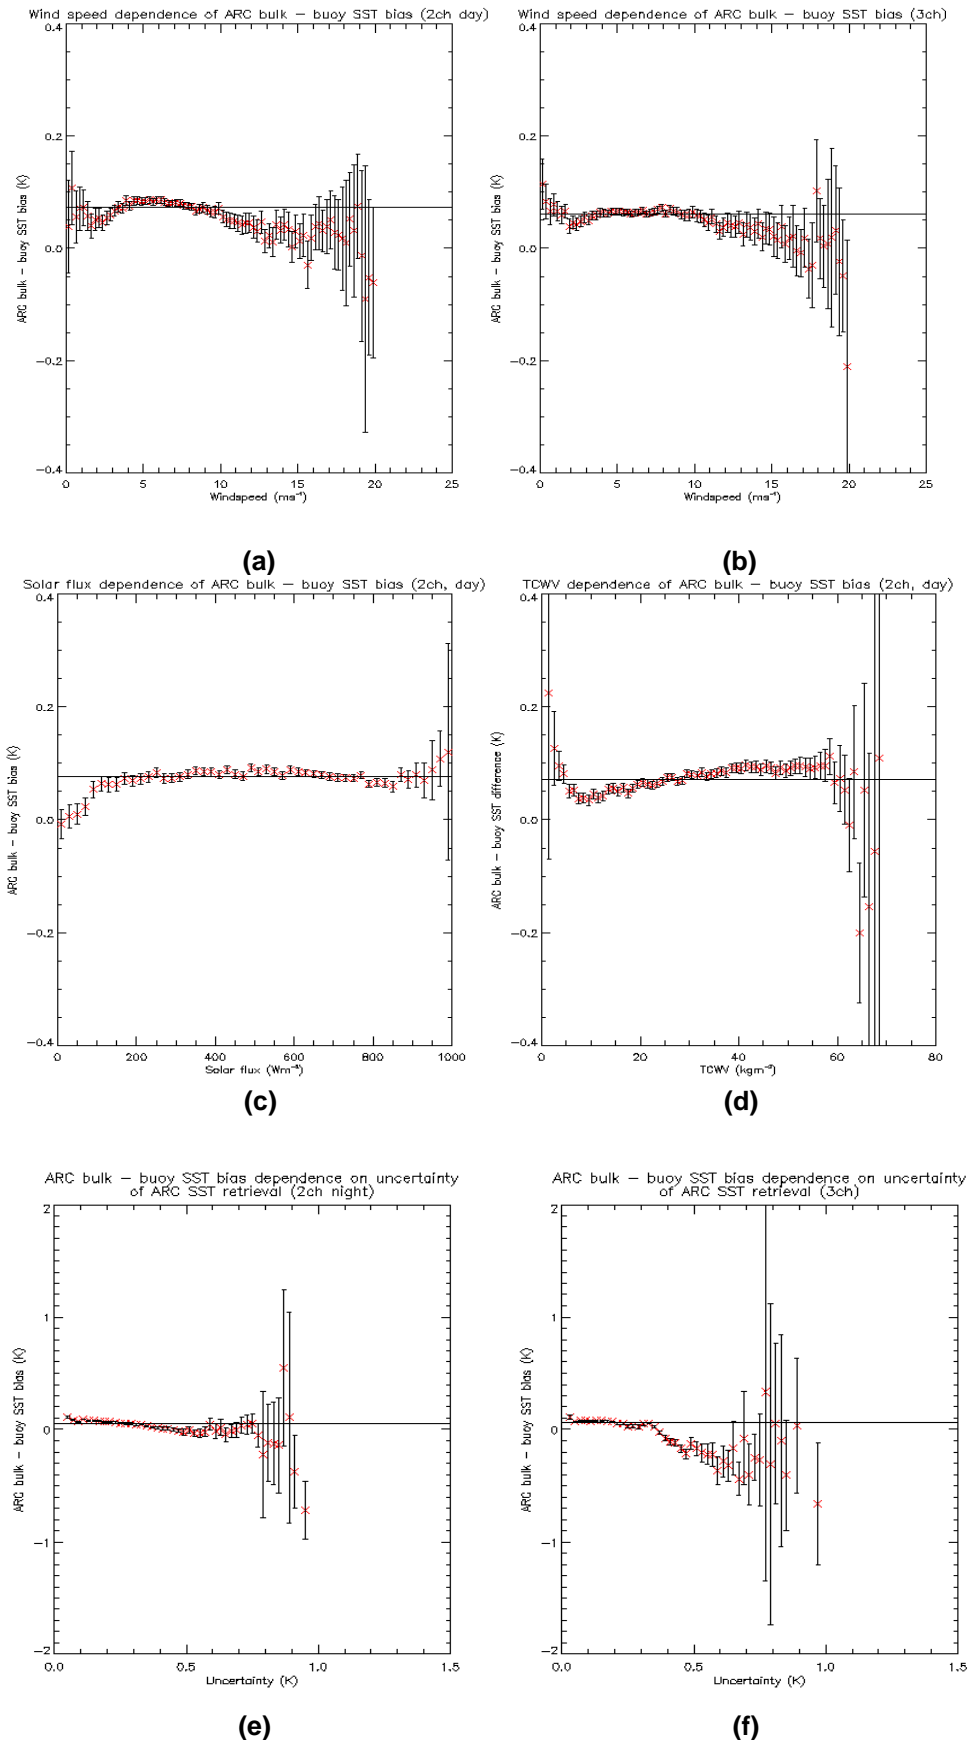 Wind speed dependence of ARC bulk − buoy SST bias (2ch day)
ARC bulk − buoy SST bias (K)
0.4
0.2
0.0
−0.2
−0.4
0 5 10 15 20 25
Windspeed (ms⁻¹)
(a)
Wind speed dependence of ARC bulk − buoy SST bias (3ch)
ARC bulk − buoy SST bias (K)
0.4
0.2
0.0
−0.2
−0.4
0 5 10 15 20 25
Windspeed (ms⁻¹)
(b)
Solar flux dependence of ARC bulk − buoy SST bias (2ch, day)
ARC bulk − buoy SST bias (K)
0.4
0.2
0.0
−0.2
−0.4
0 200 400 600 800 1000
Solar flux (Wm⁻²)
(c)
TCWV dependence of ARC bulk − buoy SST bias (2ch, day)
ARC bulk − buoy SST difference (K)
0.4
0.2
0.0
−0.2
−0.4
0 20 40 60 80
TCWV (kgm⁻²)
(d)
ARC bulk − buoy SST bias dependence on uncertainty
of ARC SST retrieval (2ch night)
ARC bulk − buoy SST bias (K)
2
1
0
−1
−2
0.0 0.5 1.0 1.5
Uncertainty (K)
(e)
ARC bulk − buoy SST bias dependence on uncertainty
of ARC SST retrieval (3ch)
ARC bulk − buoy SST bias (K)
2
1
0
−1
−2
0.0 0.5 1.0 1.5
Uncertainty (K)
(f)